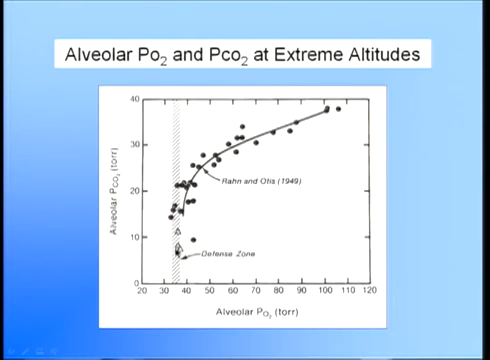 Alveolar Po2 and Pco2 at Extreme Altitudes
40
30
20
10
0
Alveolar PCO2 (torr)
Rahn and Otis (1949)
Defense Zone
20 30 40 50 60 70 80 90 100 110 120
Alveolar PO2 (torr)